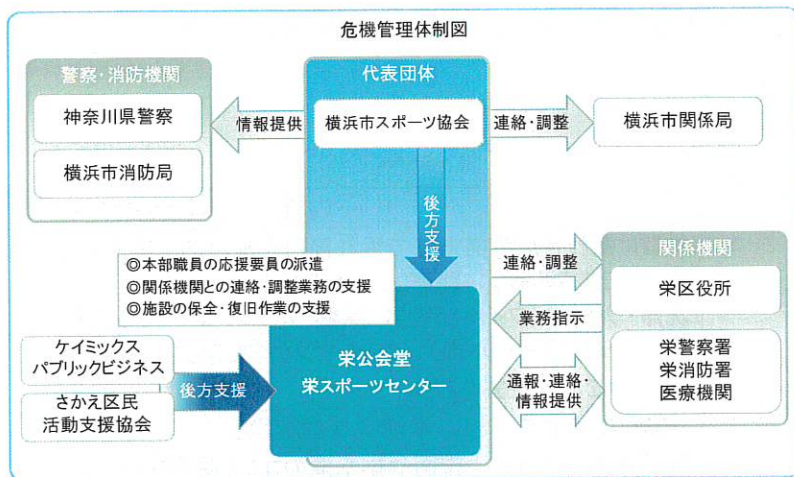 危機管理体制図
警察・消防機関
神奈川県警察
横浜市消防局
情報提供
代表団体
横浜市スポーツ協会
連絡・調整
横浜市関係局
後方支援
◎本部職員の応援要員の派遣
◎関係機関との連絡・調整業務の支援
◎施設の保全・復旧作業の支援
ケイミックス
パブリックビジネス
さかえ区民
活動支援協会
後方支援
栄公会堂
栄スポーツセンター
連絡・調整
業務指示
通報・連絡・
情報提供
関係機関
栄区役所
栄警察署
栄消防署
医療機関